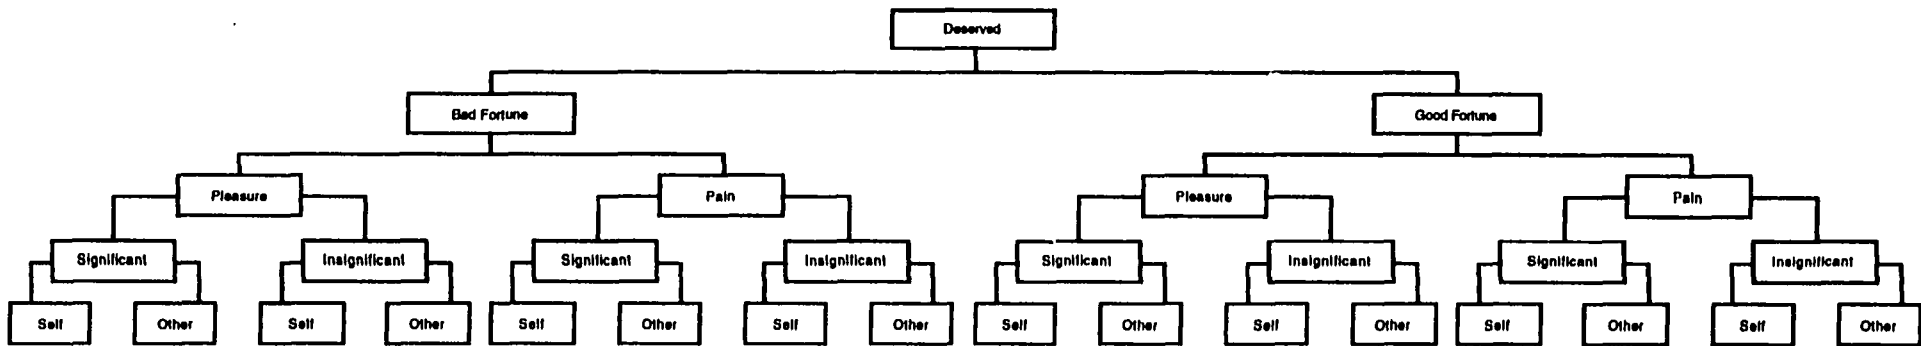 Deserved
Bad Fortune
Good Fortune
Pleasure
Pain
Pleasure
Pain
Significant
Insignificant
Significant
Insignificant
Significant
Insignificant
Significant
Insignificant
Self
Other
Self
Other
Self
Other
Self
Other
Self
Other
Self
Other
Self
Other
Self
Other